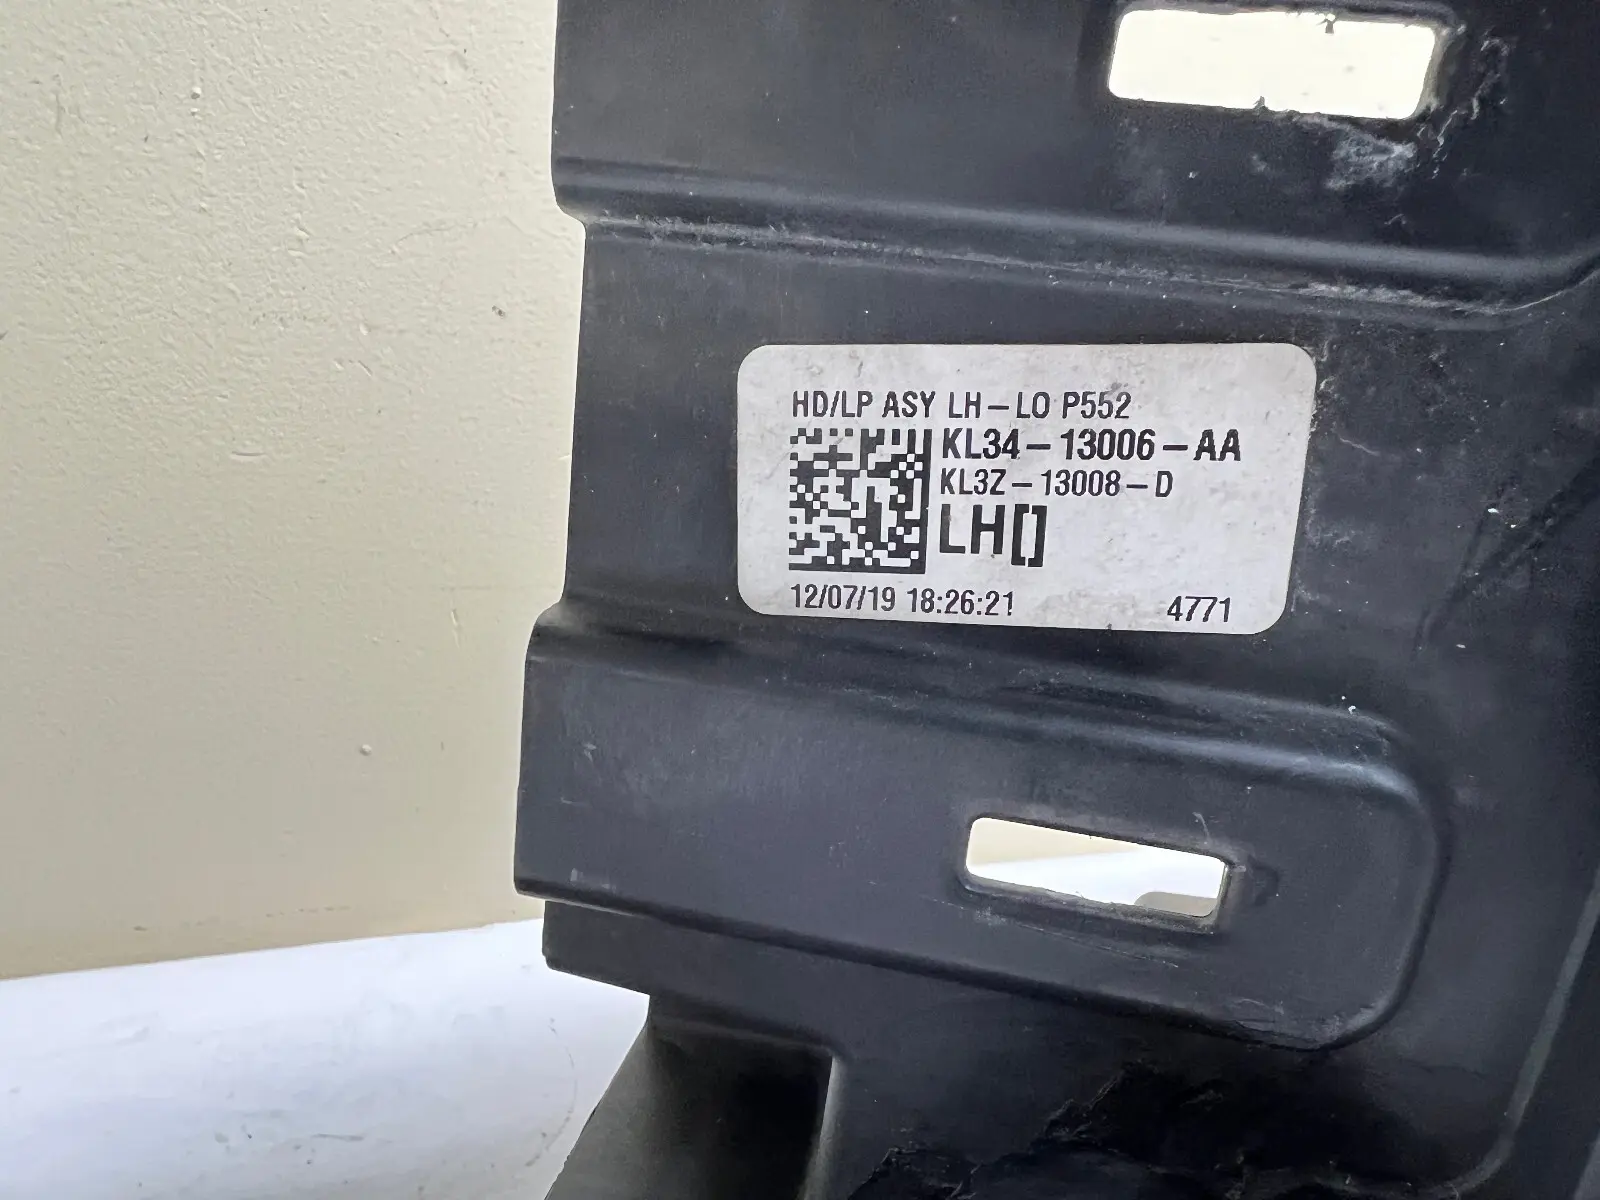 HD/LP ASY LH-LO P552
KL34-13006-AA
KL3Z-13008-D
LH[]
12/07/19 18:26:21 4771